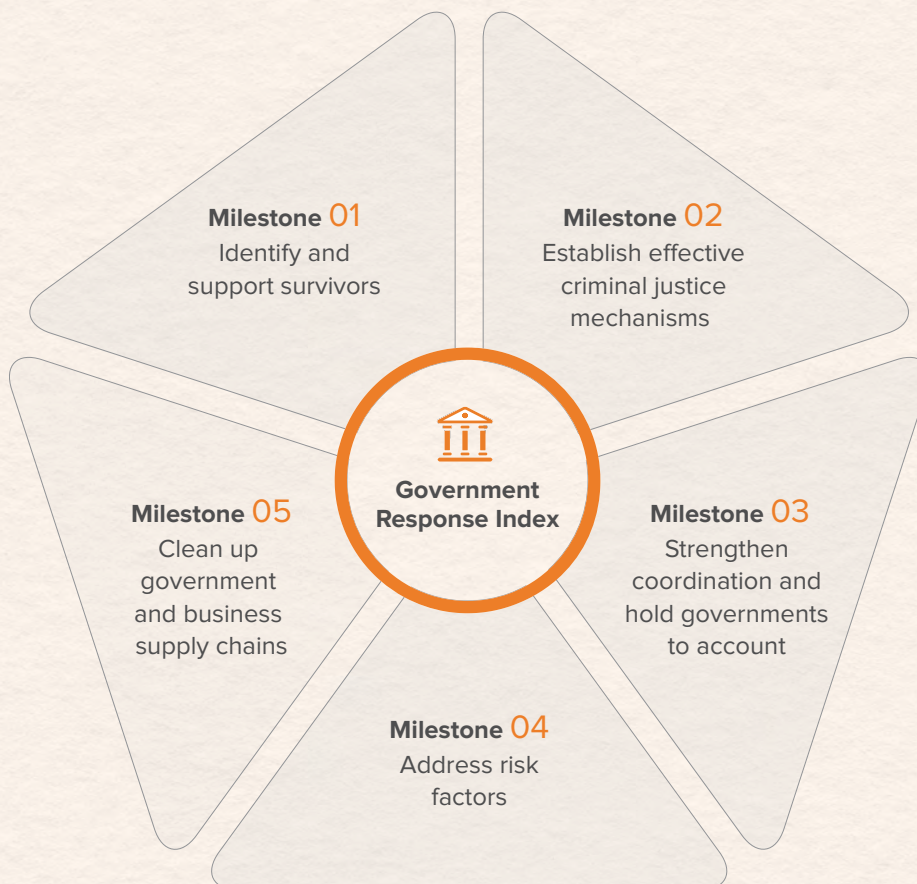 Milestone 01
Identify and
support survivors
Milestone 02
Establish effective
criminal justice
mechanisms
Government
Response Index
Milestone 03
Strengthen
coordination and
hold governments
to account
Milestone 04
Address risk
factors
Milestone 05
Clean up
government
and business
supply chains